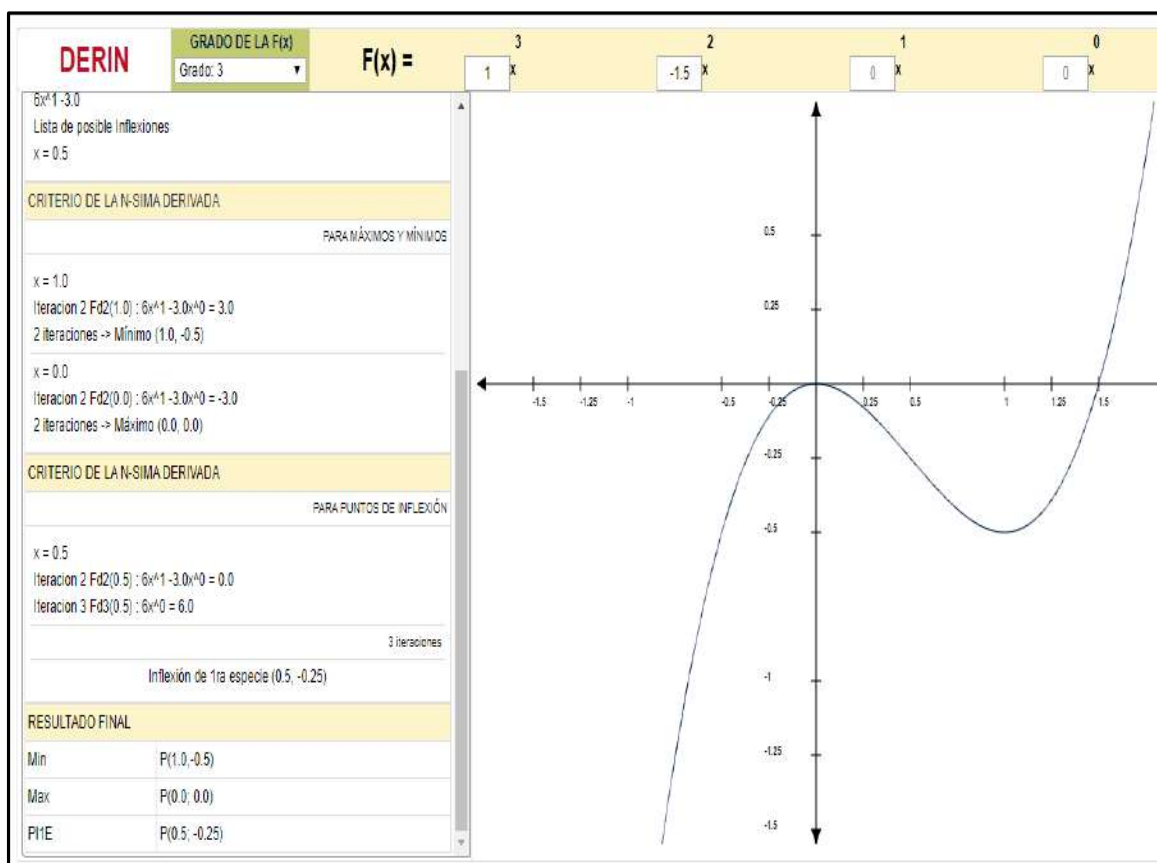 DERIN
GRADO DE LA F(x)
Grado: 3
F(x) =
3 2 1 0
1 x -1.5 x 0 x 0 x
6x^1 -3.0
Lista de posible Inflexiones
x = 0.5
CRITERIO DE LA N-SIMA DERIVADA
PARA MÁXIMOS Y MÍNIMOS
x = 1.0
Iteracion 2 Fd2(1.0) : 6x^1 -3.0x^0 = 3.0
2 iteraciones -> Mínimo (1.0, -0.5)
x = 0.0
Iteracion 2 Fd2(0.0) : 6x^1 -3.0x^0 = -3.0
2 iteraciones -> Máximo (0.0, 0.0)
CRITERIO DE LA N-SIMA DERIVADA
PARA PUNTOS DE INFLEXIÓN
x = 0.5
Iteracion 2 Fd2(0.5) : 6x^1 -3.0x^0 = 0.0
Iteracion 3 Fd3(0.5) : 6x^0 = 6.0
3 iteraciones
Inflexión de 1ra especie (0.5, -0.25)
RESULTADO FINAL
Min P(1.0,-0.5)
Max P(0.0; 0.0)
PI1E P(0.5; -0.25)
0.5
0.25
-1.5 -1.25 -1 -0.5 -0.25 0.25 0.5 1 1.25 1.5
-0.25
-0.5
-1
-1.25
-1.5